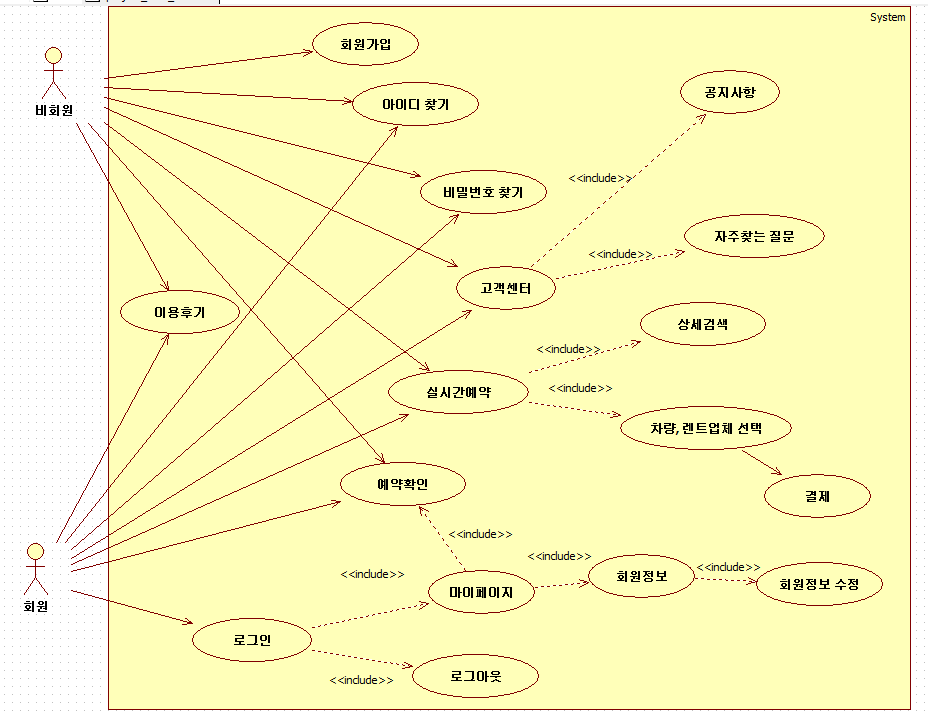 System
회원가입
비회원
아이디 찾기
공지사항
<<include>>
비밀번호 찾기
자주찾는 질문
<<include>>
고객센터
이용후기
상세검색
<<include>>
실시간예약
<<include>>
차량,렌트업체 선택
예약확인
결제
<<include>>
<<include>>
<<include>>
<<include>>
회원정보
회원정보 수정
마이페이지
회원
로그인
로그아웃
<<include>>